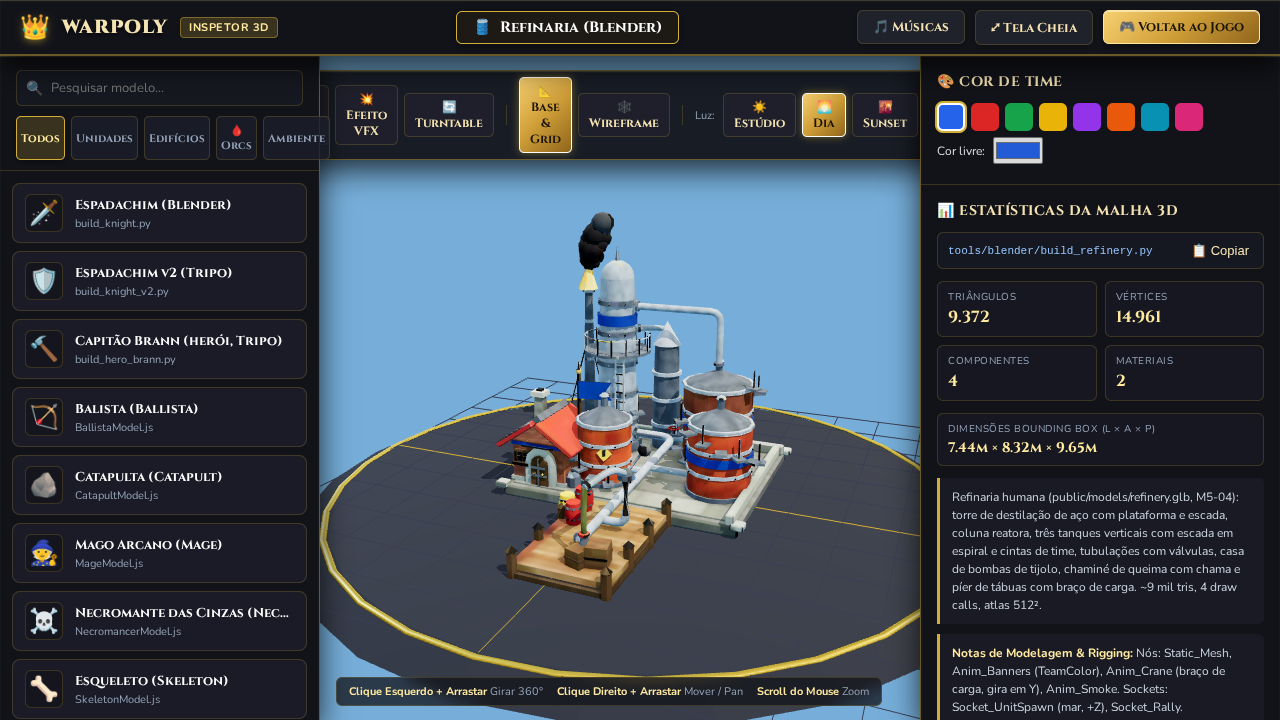 👑 WARPOLY INSPETOR 3D
🛢️ Refinaria (Blender)
🎵 Músicas
⤢ Tela Cheia
🎮 Voltar ao Jogo
🔍 Pesquisar modelo...
Todos
Unidades
Edifícios
🩸 Orcs
Ambiente
Espadachim (Blender)
build_knight.py
Espadachim v2 (Tripo)
build_knight_v2.py
Capitão Brann (herói, Tripo)
build_hero_brann.py
Balista (Ballista)
BallistaModel.js
Catapulta (Catapult)
CatapultModel.js
Mago Arcano (Mage)
MageModel.js
Necromante das Cinzas (Nec...
NecromancerModel.js
Esqueleto (Skeleton)
SkeletonModel.js
💥 Efeito VFX
🔄 Turntable
📐 Base & Grid
🕸️ Wireframe
Luz:
☀️ Estúdio
🌅 Dia
🌇 Sunset
Clique Esquerdo + Arrastar Girar 360° Clique Direito + Arrastar Mover / Pan Scroll do Mouse Zoom
🎨 Cor de Time
Cor livre:
📊 Estatísticas da Malha 3D
tools/blender/build_refinery.py
📋 Copiar
TRIÂNGULOS
9.372
VÉRTICES
14.961
COMPONENTES
4
MATERIAIS
2
DIMENSÕES BOUNDING BOX (L × A × P)
7.44m × 8.32m × 9.65m
Refinaria humana (public/models/refinery.glb, M5-04):
torre de destilação de aço com plataforma e escada,
coluna reatora, três tanques verticais com escada em
espiral e cintas de time, tubulações com válvulas, casa
de bombas de tijolo, chaminé de queima com chama e
píer de tábuas com braço de carga. ~9 mil tris, 4 draw
calls, atlas 512².
Notas de Modelagem & Rigging: Nós: Static_Mesh,
Anim_Banners (TeamColor), Anim_Crane (braço de
carga, gira em Y), Anim_Smoke. Sockets:
Socket_UnitSpawn (mar, +Z), Socket_Rally.